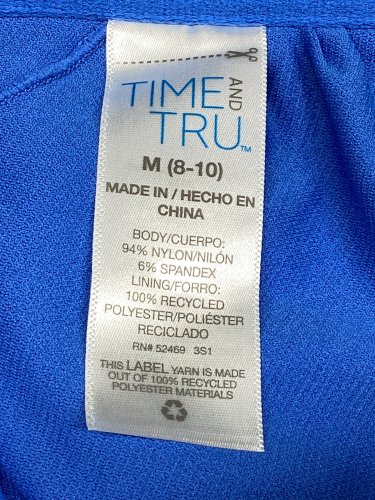 TIME AND
TRU™
M (8-10)
MADE IN / HECHO EN
CHINA
BODY/CUERPO:
94% NYLON/NILÓN
6% SPANDEX
LINING/FORRO:
100% RECYCLED
POLYESTER/POLIÉSTER
RECICLADO
RN# 52469 3S1
THIS LABEL YARN IS MADE
OUT OF 100% RECYCLED
POLYESTER MATERIALS